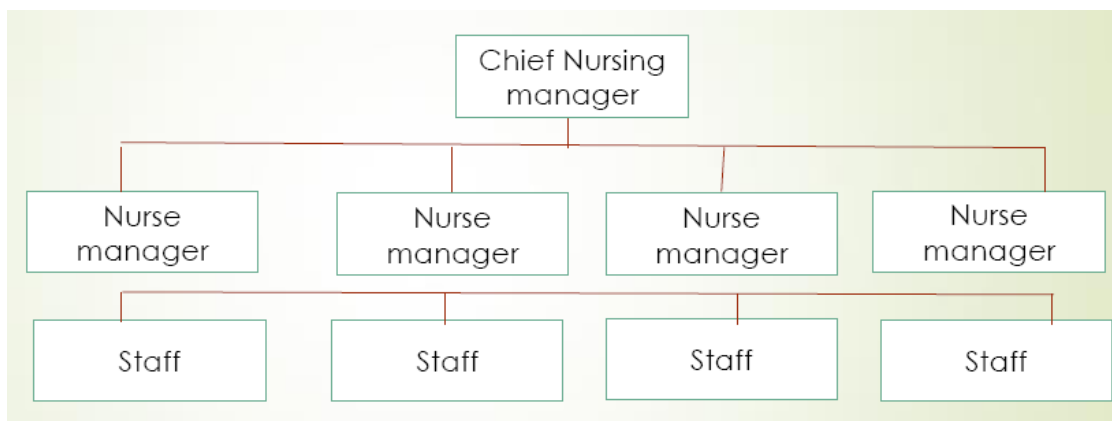 Chief Nursing
manager
Nurse
manager
Nurse
manager
Nurse
manager
Nurse
manager
Staff
Staff
Staff
Staff